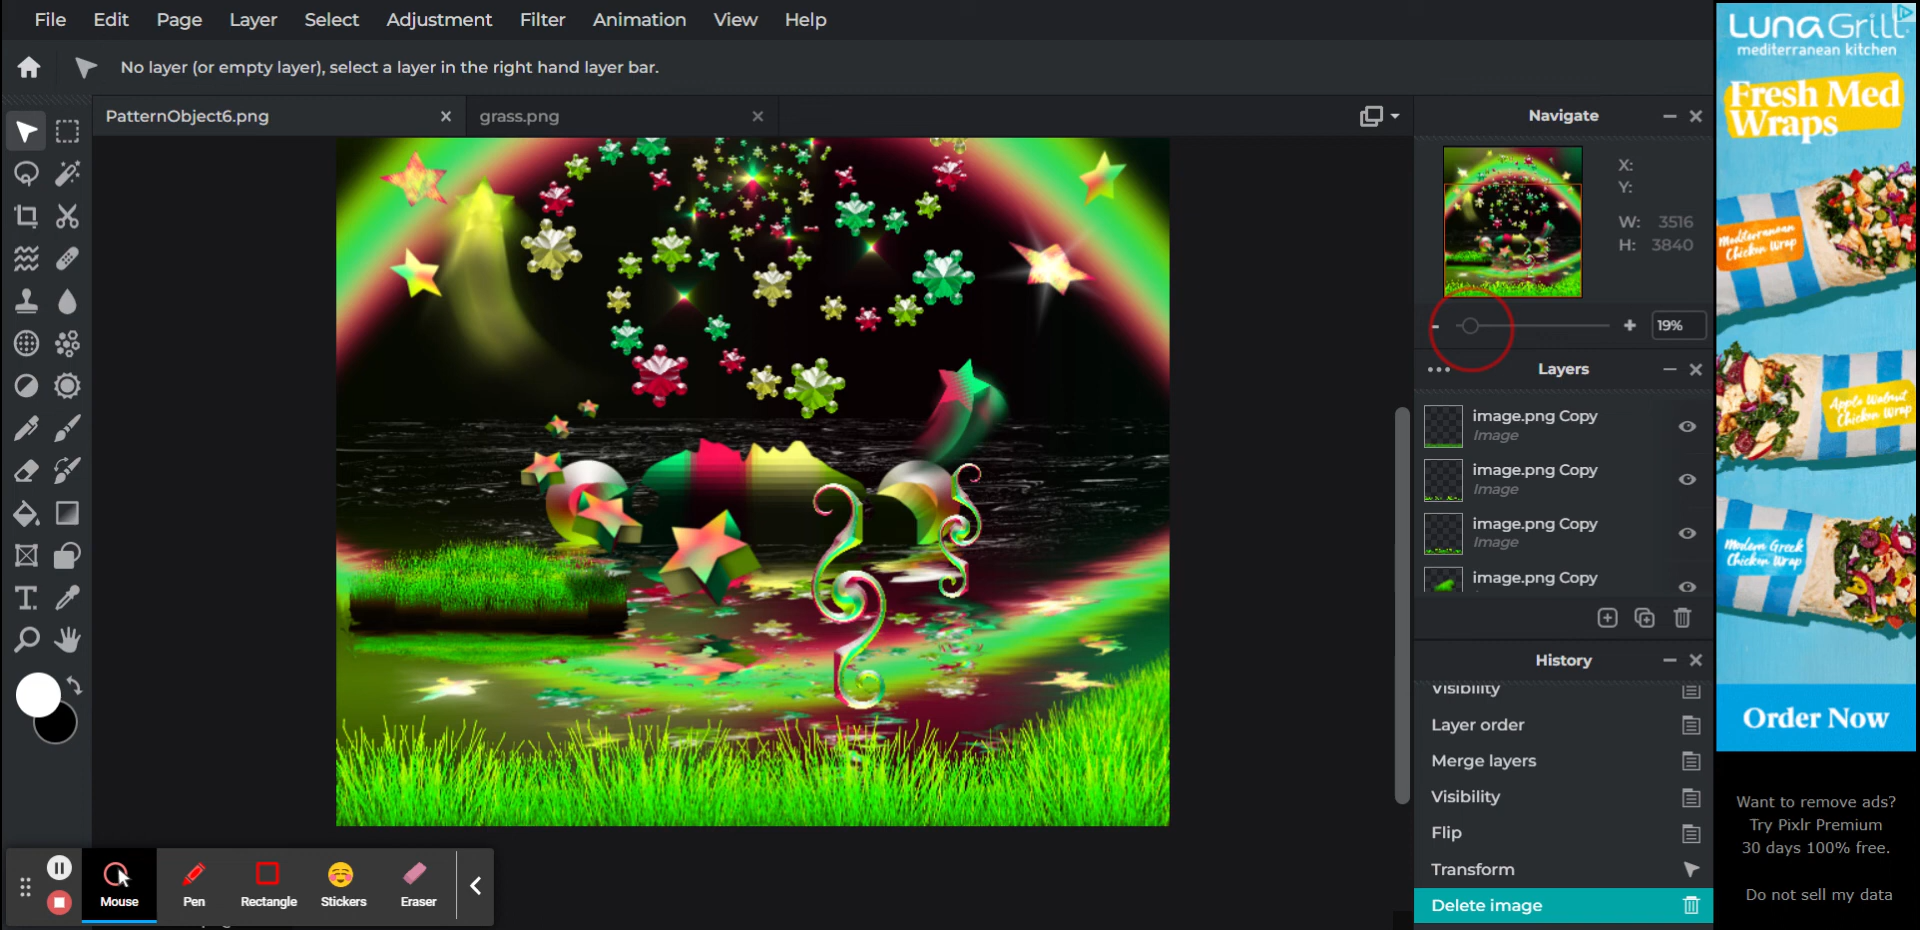 File Edit Page Layer Select Adjustment Filter Animation View Help
No layer (or empty layer), select a layer in the right hand layer bar.
PatternObject6.png
grass.png
Navigate
X:
Y:
W: 3516
H: 3840
19%
Layers
image.png Copy
Image
image.png Copy
Image
image.png Copy
Image
image.png Copy
History
Visibility
Layer order
Merge layers
Visibility
Flip
Transform
Delete image
Mouse
Pen
Rectangle
Stickers
Eraser
LUNA Grill
mediterranean kitchen
Fresh Med
Wraps
Mediterranean
Chicken Wrap
Apple Walnut
Chicken Wrap
Modern Greek
Chicken Wrap
Order Now
Want to remove ads?
Try Pixlr Premium
30 days 100% free.
Do not sell my data